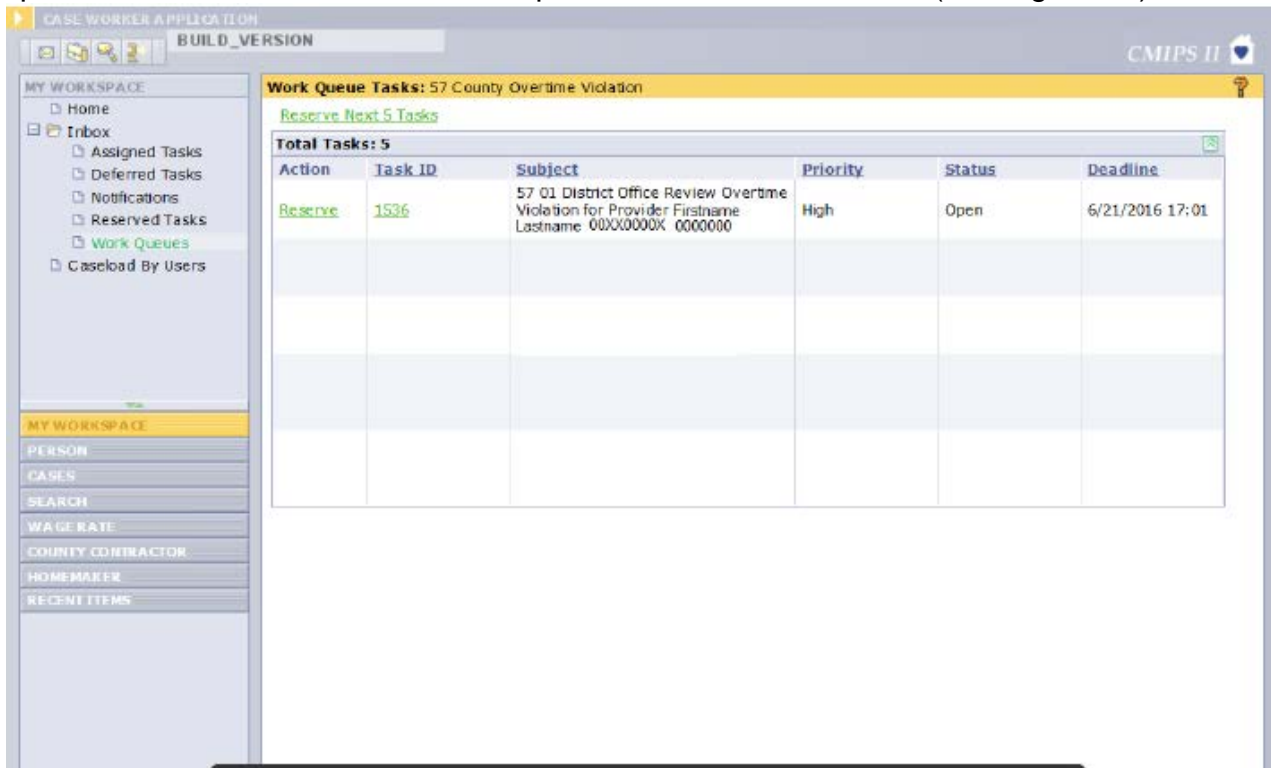 CASE WORKER APPLICATION
BUILD_VERSION
CMIPS II
MY WORKSPACE
Home
Inbox
Assigned Tasks
Deferred Tasks
Notifications
Reserved Tasks
Work Queues
Caseload By Users
MY WORKSPACE
PERSON
CASES
SEARCH
WAGE RATE
COUNTY CONTRACTOR
HOMEMAKER
RECENT ITEMS
Work Queue Tasks: 57 County Overtime Violation
Reserve Next 5 Tasks
Total Tasks: 5
Action Task ID Subject Priority Status Deadline
57 01 District Office Review Overtime
Reserve 1536 Violation for Provider Firstname High Open 6/21/2016 17:01
Lastname 00XX0000X 0000000